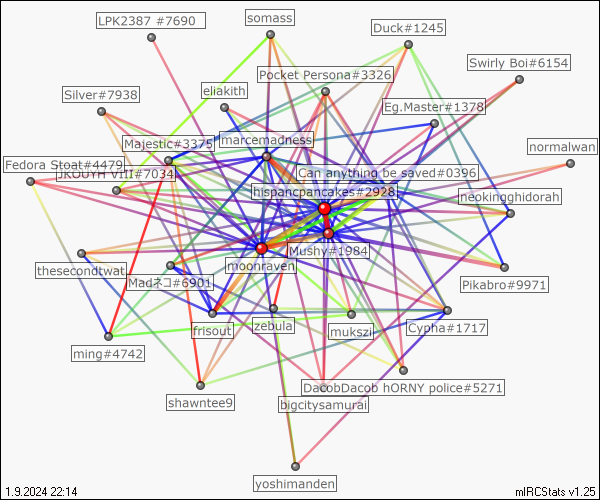 LPK2387 #7690
somass
Duck#1245
Swirly Boi#6154
Pocket Persona#3326
Silver#7938
eliakith
Eg.Master#1378
Majestic#3375
marcemadness
normalwan
Fedora Stoat#4479
JKOUYH VIII#7034
Can anything be saved#0396
hispancpancakes#2928
neokingghidorah
Mushy#1984
moonraven
thesecondtwat
Madネコ#6901
Pikabro#9971
frisout
zebula
mukszi
Cypha#1717
ming#4742
DacobDacob hORNY police#5271
shawntee9
bigcitysamurai
yoshimanden
1.9.2024 22:14
mIRCStats v1.25